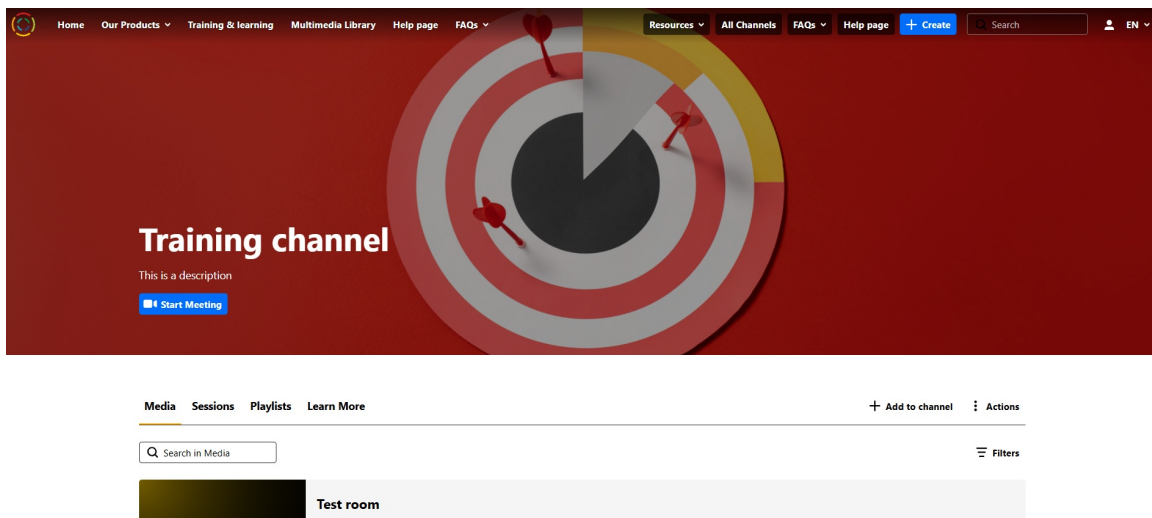 Home Our Products Training & learning Multimedia Library Help page FAQs Resources All Channels FAQs Help page + Create Search EN
Training channel
This is a description
Start Meeting
Media Sessions Playlists Learn More + Add to channel Actions
Search in Media Filters
Test room